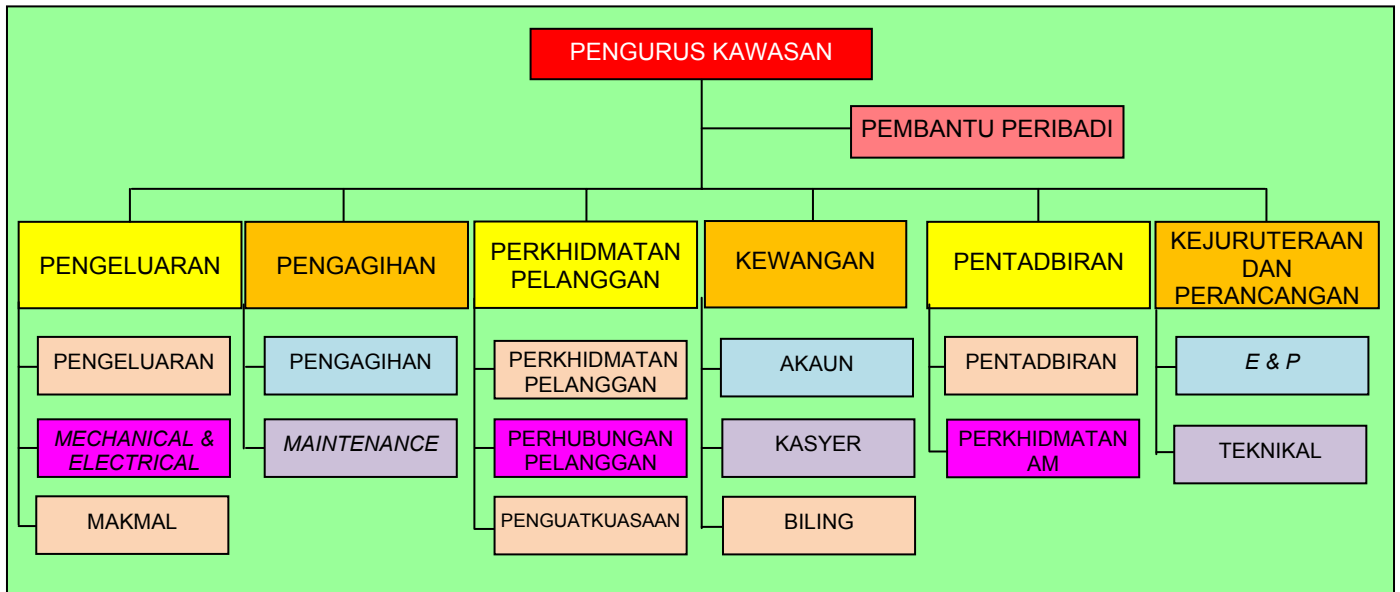 PENGURUS KAWASAN
PEMBANTU PERIBADI
PENGELUARAN
PENGAGIHAN
PERKHIDMATAN
PELANGGAN
KEWANGAN
PENTADBIRAN
KEJURUTERAAN
DAN
PERANCANGAN
PENGELUARAN
PENGAGIHAN
PERKHIDMATAN
PELANGGAN
AKAUN
PENTADBIRAN
E & P
MECHANICAL &
ELECTRICAL
MAINTENANCE
PERHUBUNGAN
PELANGGAN
KASYER
PERKHIDMATAN
AM
TEKNIKAL
MAKMAL
PENGUATKUASAAN
BILING